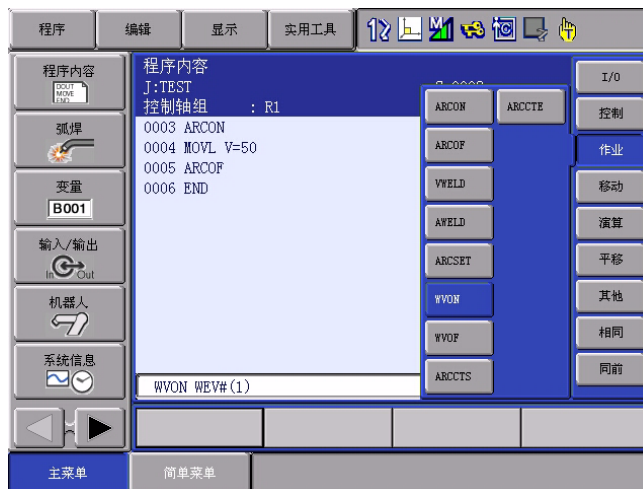 程序 编辑 显示 实用工具
程序内容
DOUT
MOVE
END
弧焊
变量
B001
输入/输出
In Out
机器人
系统信息
程序内容
J:TEST
控制轴组 : R1
0003 ARCON
0004 MOVL V=50
0005 ARCOF
0006 END
WVON WEV#(1)
ARCON ARCCTE
ARCOF
VWELD
AWELD
ARCSET
WVON
WVOF
ARCCTS
I/O
控制
作业
移动
演算
平移
其他
相同
同前
主菜单 简单菜单